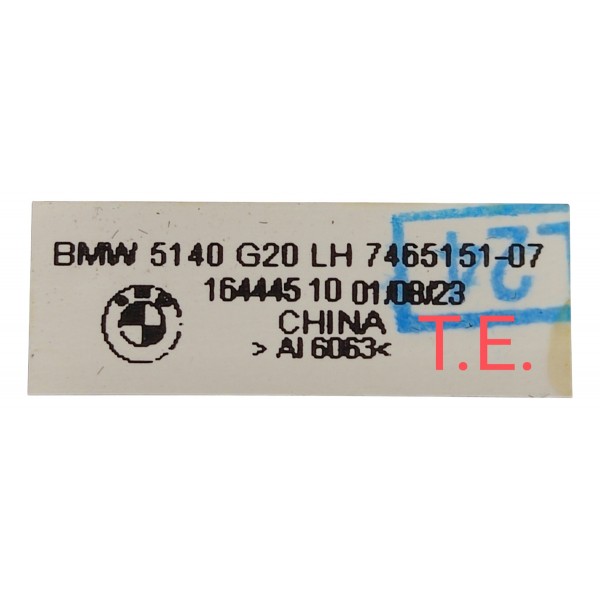 BMW 5140 G20 LH 7465151-07
164445 10 01/08/23
CHINA
>Al 6063<
T.E.